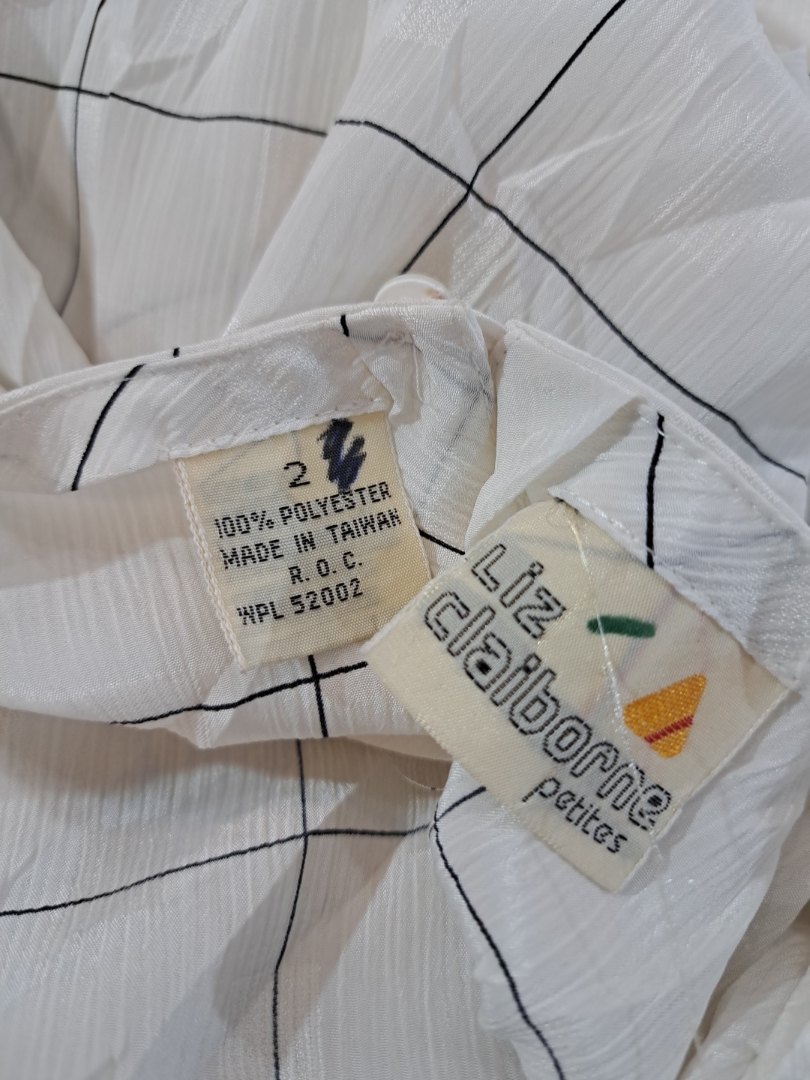 2
100% POLYESTER
MADE IN TAIWAN
R.O.C.
WPL 52002
Liz
claiborne
petites